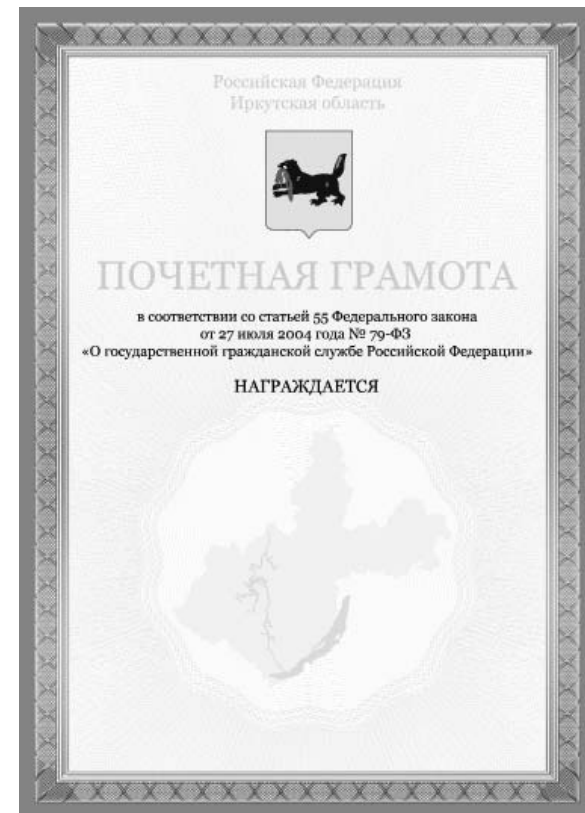 Российская Федерация
Иркутская область
ПОЧЕТНАЯ ГРАМОТА
в соответствии со статьей 55 Федерального закона
от 27 июля 2004 года № 79-ФЗ
«О государственной гражданской службе Российской Федерации»
НАГРАЖДАЕТСЯ